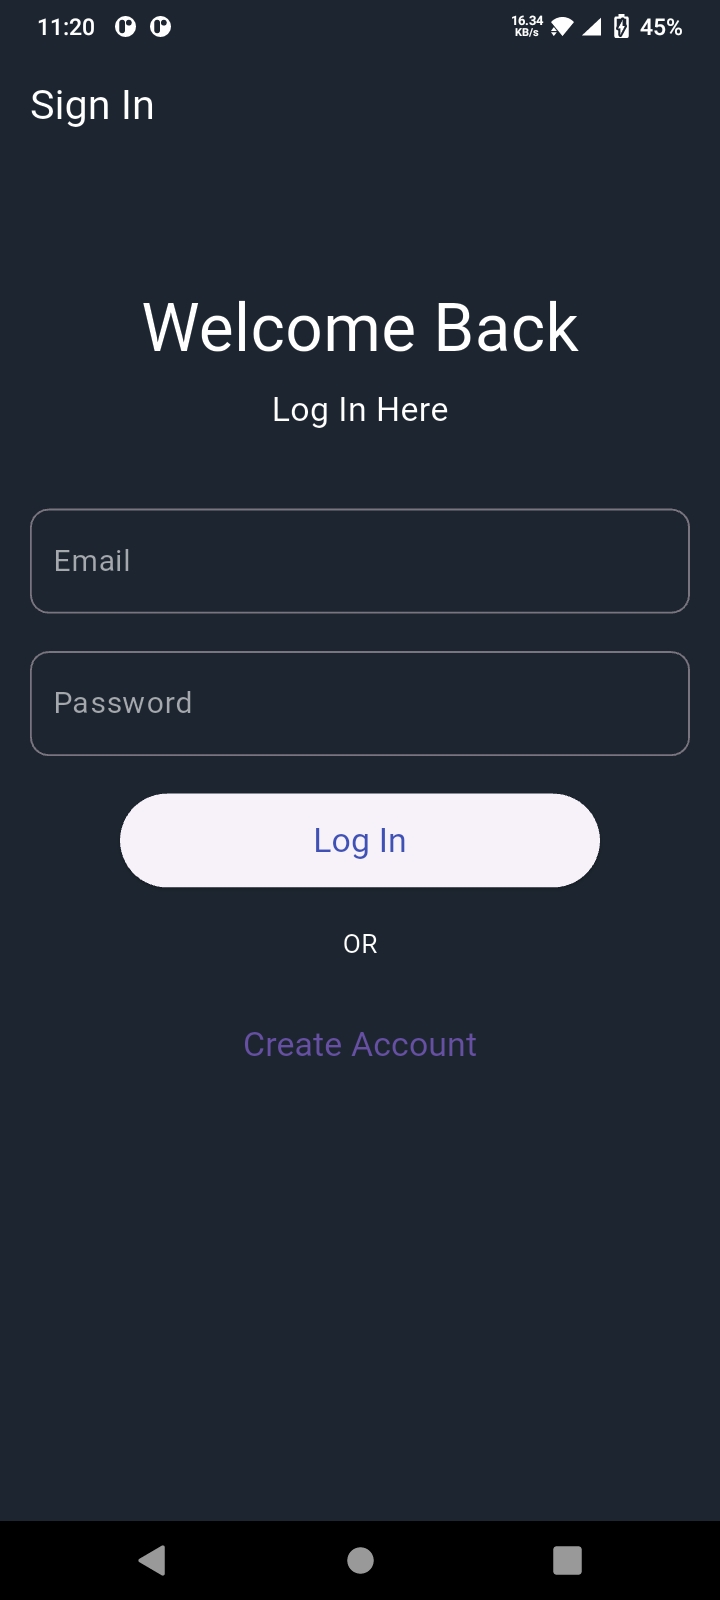 11:20 16.34 KB/s 45%
Sign In
Welcome Back
Log In Here
Email
Password
Log In
OR
Create Account